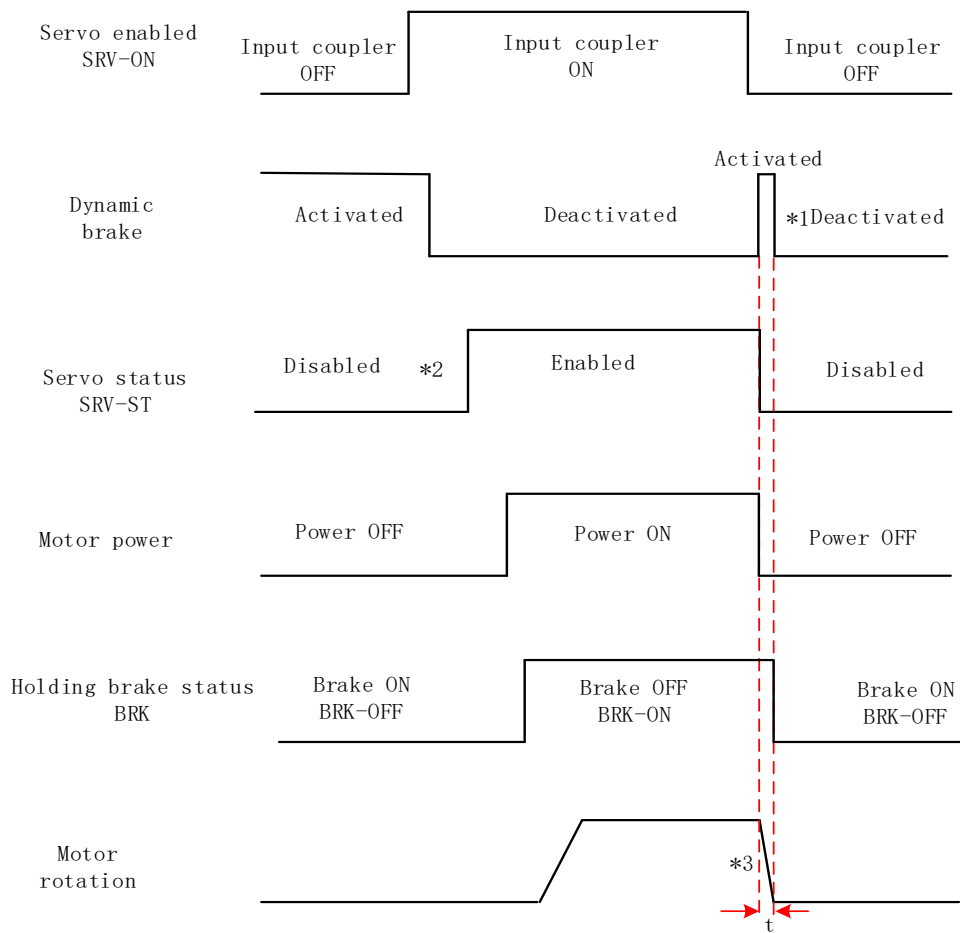 Servo enabled
SRV-ON
Input coupler
OFF
Input coupler
ON
Input coupler
OFF
Dynamic
brake
Activated
Deactivated
Activated
*1Deactivated
Servo status
SRV-ST
Disabled
*2
Enabled
Disabled
Motor power
Power OFF
Power ON
Power OFF
Holding brake status
BRK
Brake ON
BRK-OFF
Brake OFF
BRK-ON
Brake ON
BRK-OFF
Motor
rotation
*3
t